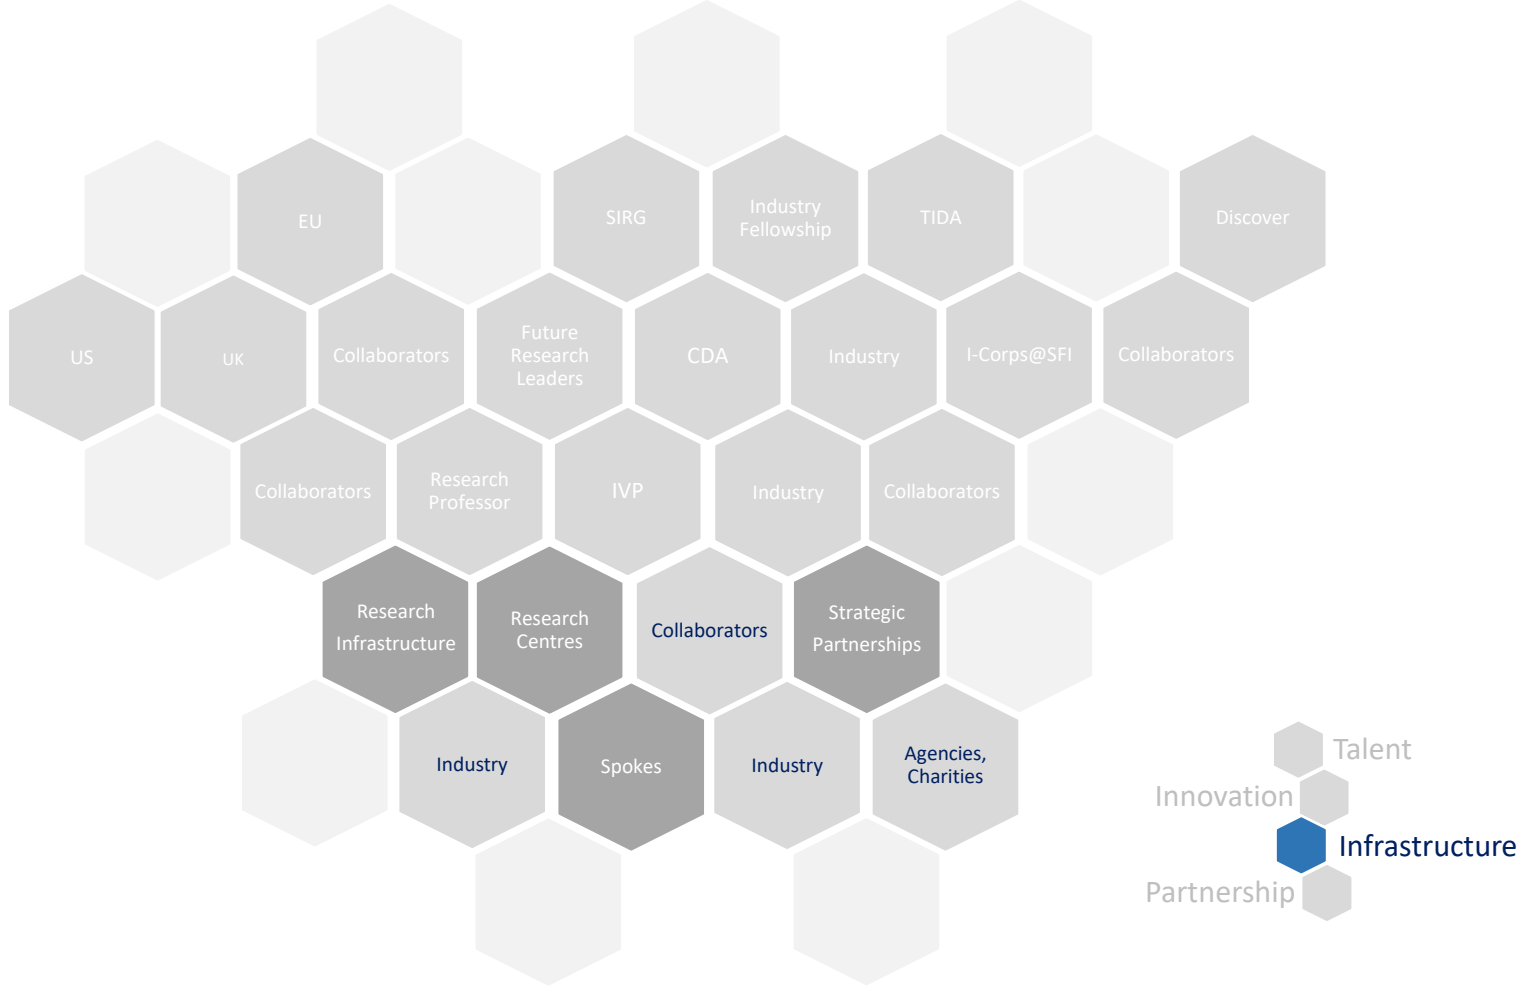 EU
SIRG
Industry
Fellowship
TIDA
Discover
US
UK
Collaborators
Future
Research
Leaders
CDA
Industry
I-Corps@SFI
Collaborators
Collaborators
Research
Professor
IVP
Industry
Collaborators
Research
Infrastructure
Research
Centres
Collaborators
Strategic
Partnerships
Industry
Spokes
Industry
Agencies,
Charities
Talent
Innovation
Infrastructure
Partnership